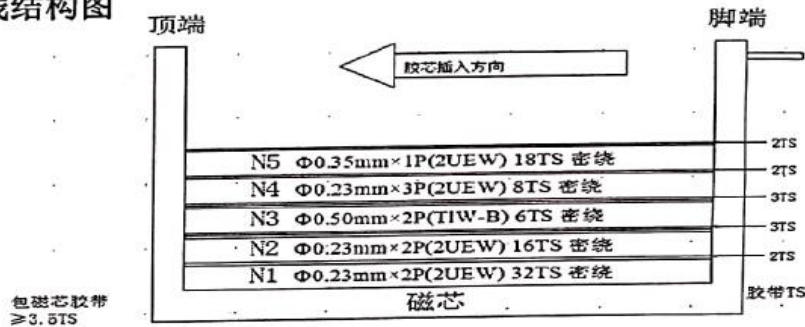 线结构图
顶端
脚端
胶芯插入方向
2TS
N5 Φ0.35mm×1P(2UEW) 18TS 密绕
2TS
N4 Φ0.23mm×3P(2UEW) 8TS 密绕
3TS
N3 Φ0.50mm×2P(TIW-B) 6TS 密绕
3TS
N2 Φ0.23mm×2P(2UEW) 16TS 密绕
2TS
N1 Φ0.23mm×2P(2UEW) 32TS 密绕
包磁芯胶带
≥3.5TS
磁芯
胶带TS